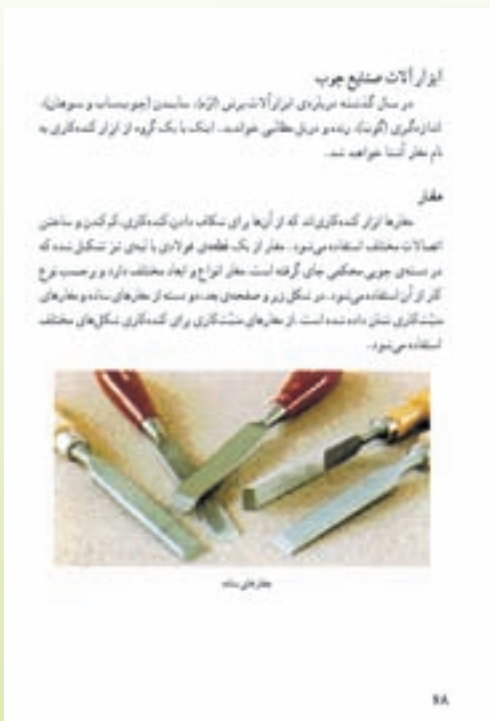 ابزارآلات صنایع چوب
در سال گذشته درباره‌ی ابزارآلات برش (اره)، ساییدن (چوب‌ساب و سوهان)،
اندازه‌گیری (گونیا)، رنده و دریل مطالبی خواندید. اینک با یک گروه از ابزار کنده‌کاری به
نام مغار آشنا خواهید شد.
مغار
مغارها ابزار کنده‌کاری‌اند که از آن‌ها برای شکاف دادن، کنده‌کاری، کم کردن و ساختن
اتصالات مختلف استفاده می‌شود. مغار از یک قطعه‌ی فولادی با لبه‌ی تیز تشکیل شده که
در دسته‌ی چوبی محکمی جای گرفته است. مغار انواع و ابعاد مختلف دارد و برحسب نوع
کار از آن استفاده می‌شود. در شکل زیر و صفحه‌ی بعد، دو دسته از مغارهای ساده و مغارهای
منبت‌کاری نشان داده شده است. از مغارهای منبت‌کاری برای کنده‌کاری شکل‌های مختلف
استفاده می‌شود.
مغارهای ساده